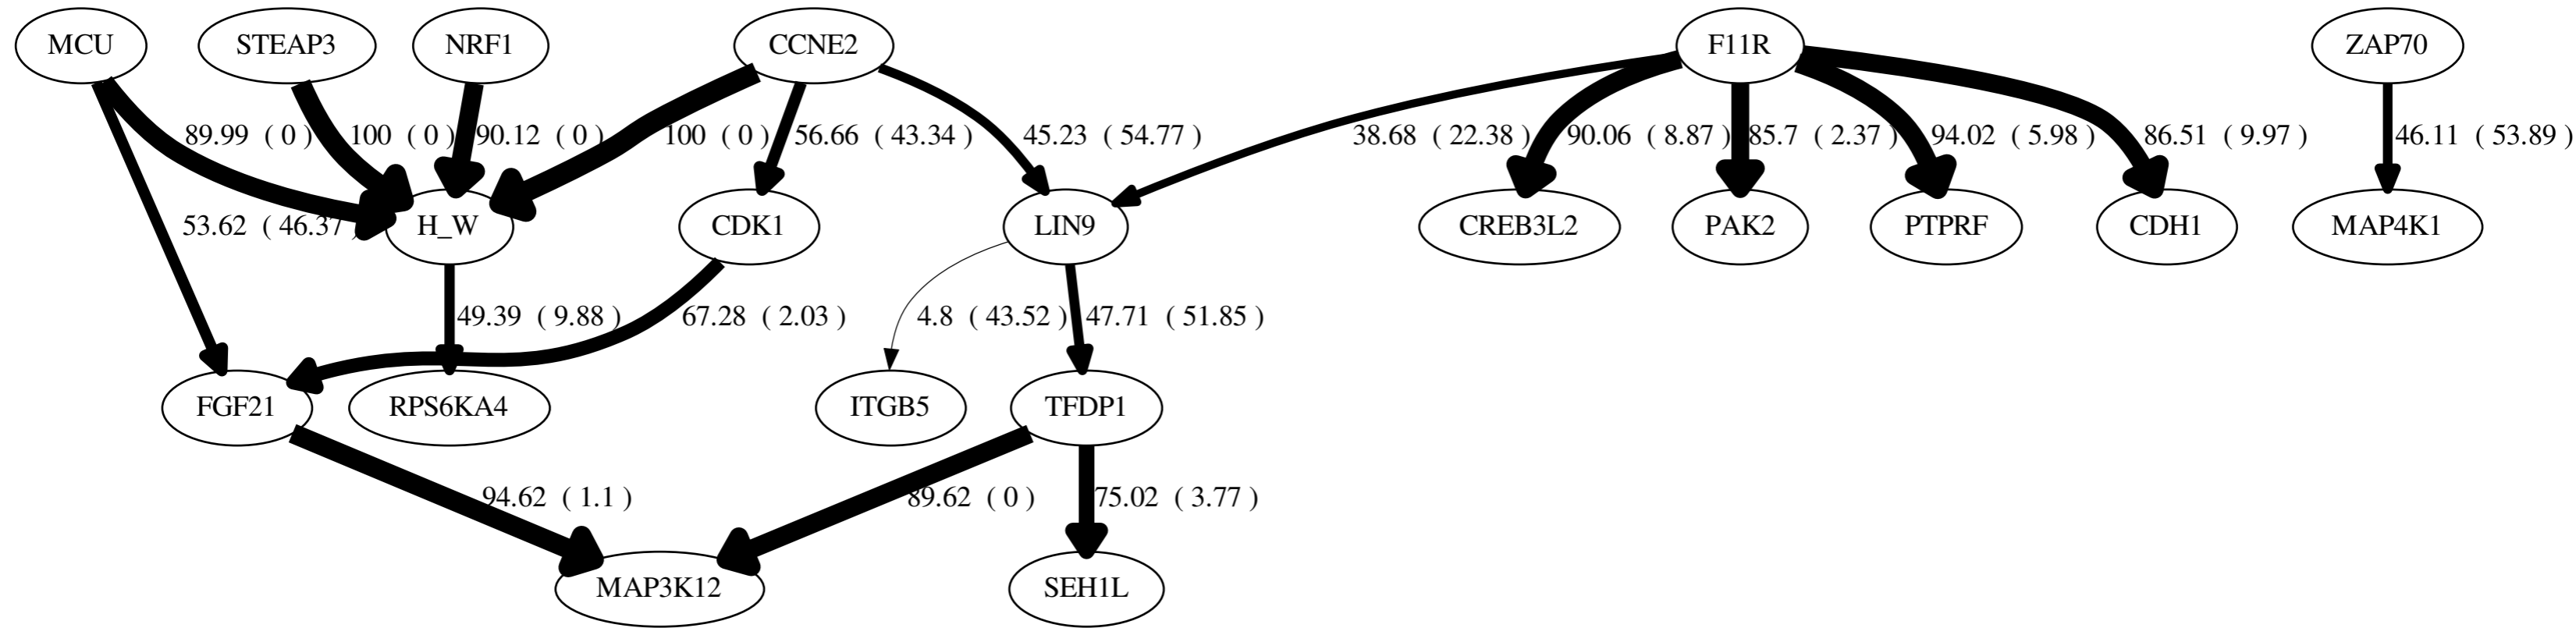 MCU STEAP3 NRF1 CCNE2 F11R ZAP70
89.99 ( 0 ) 100 ( 0 ) 90.12 ( 0 ) 100 ( 0 ) 56.66 ( 43.34 ) 45.23 ( 54.77 ) 38.68 ( 22.38 ) 90.06 ( 8.87 ) 85.7 ( 2.37 ) 94.02 ( 5.98 ) 86.51 ( 9.97 ) 46.11 ( 53.89 )
53.62 ( 46.37 ) H_W CDK1 LIN9 CREB3L2 PAK2 PTPRF CDH1 MAP4K1
49.39 ( 9.88 ) 67.28 ( 2.03 ) 4.8 ( 43.52 ) 47.71 ( 51.85 )
FGF21 RPS6KA4 ITGB5 TFDP1
94.62 ( 1.1 ) 89.62 ( 0 ) 75.02 ( 3.77 )
MAP3K12 SEH1L